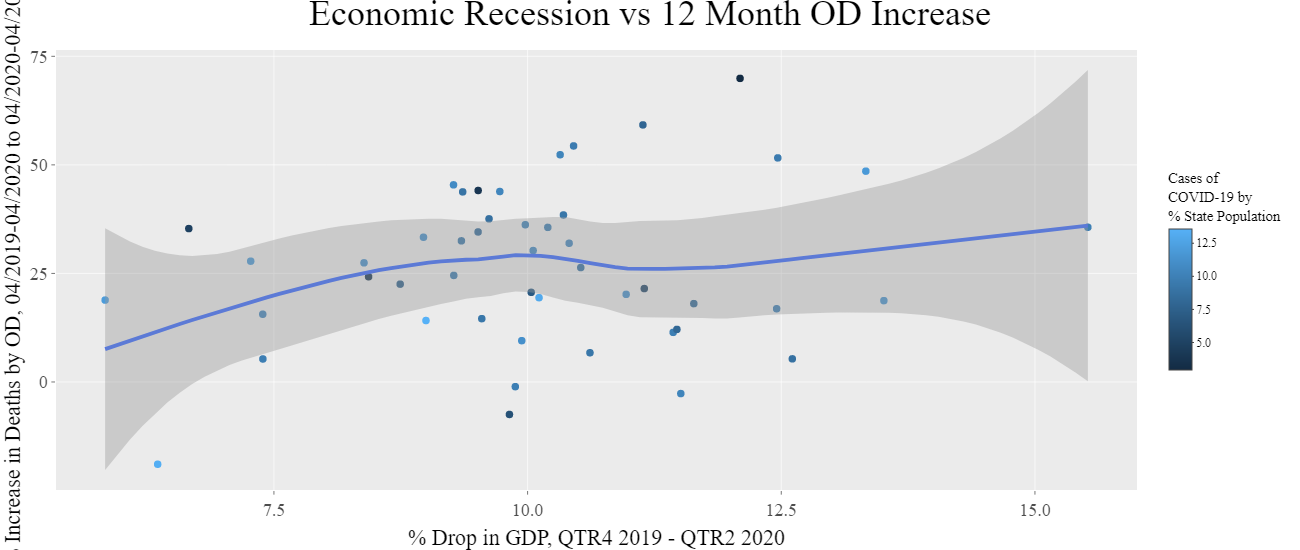 Economic Recession vs 12 Month OD Increase
Increase in Deaths by OD, 04/2019-04/2020 to 04/2020-04/20
75
50
25
0
7.5
10.0
12.5
15.0
% Drop in GDP, QTR4 2019 - QTR2 2020
Cases of
COVID-19 by
% State Population
12.5
10.0
7.5
5.0